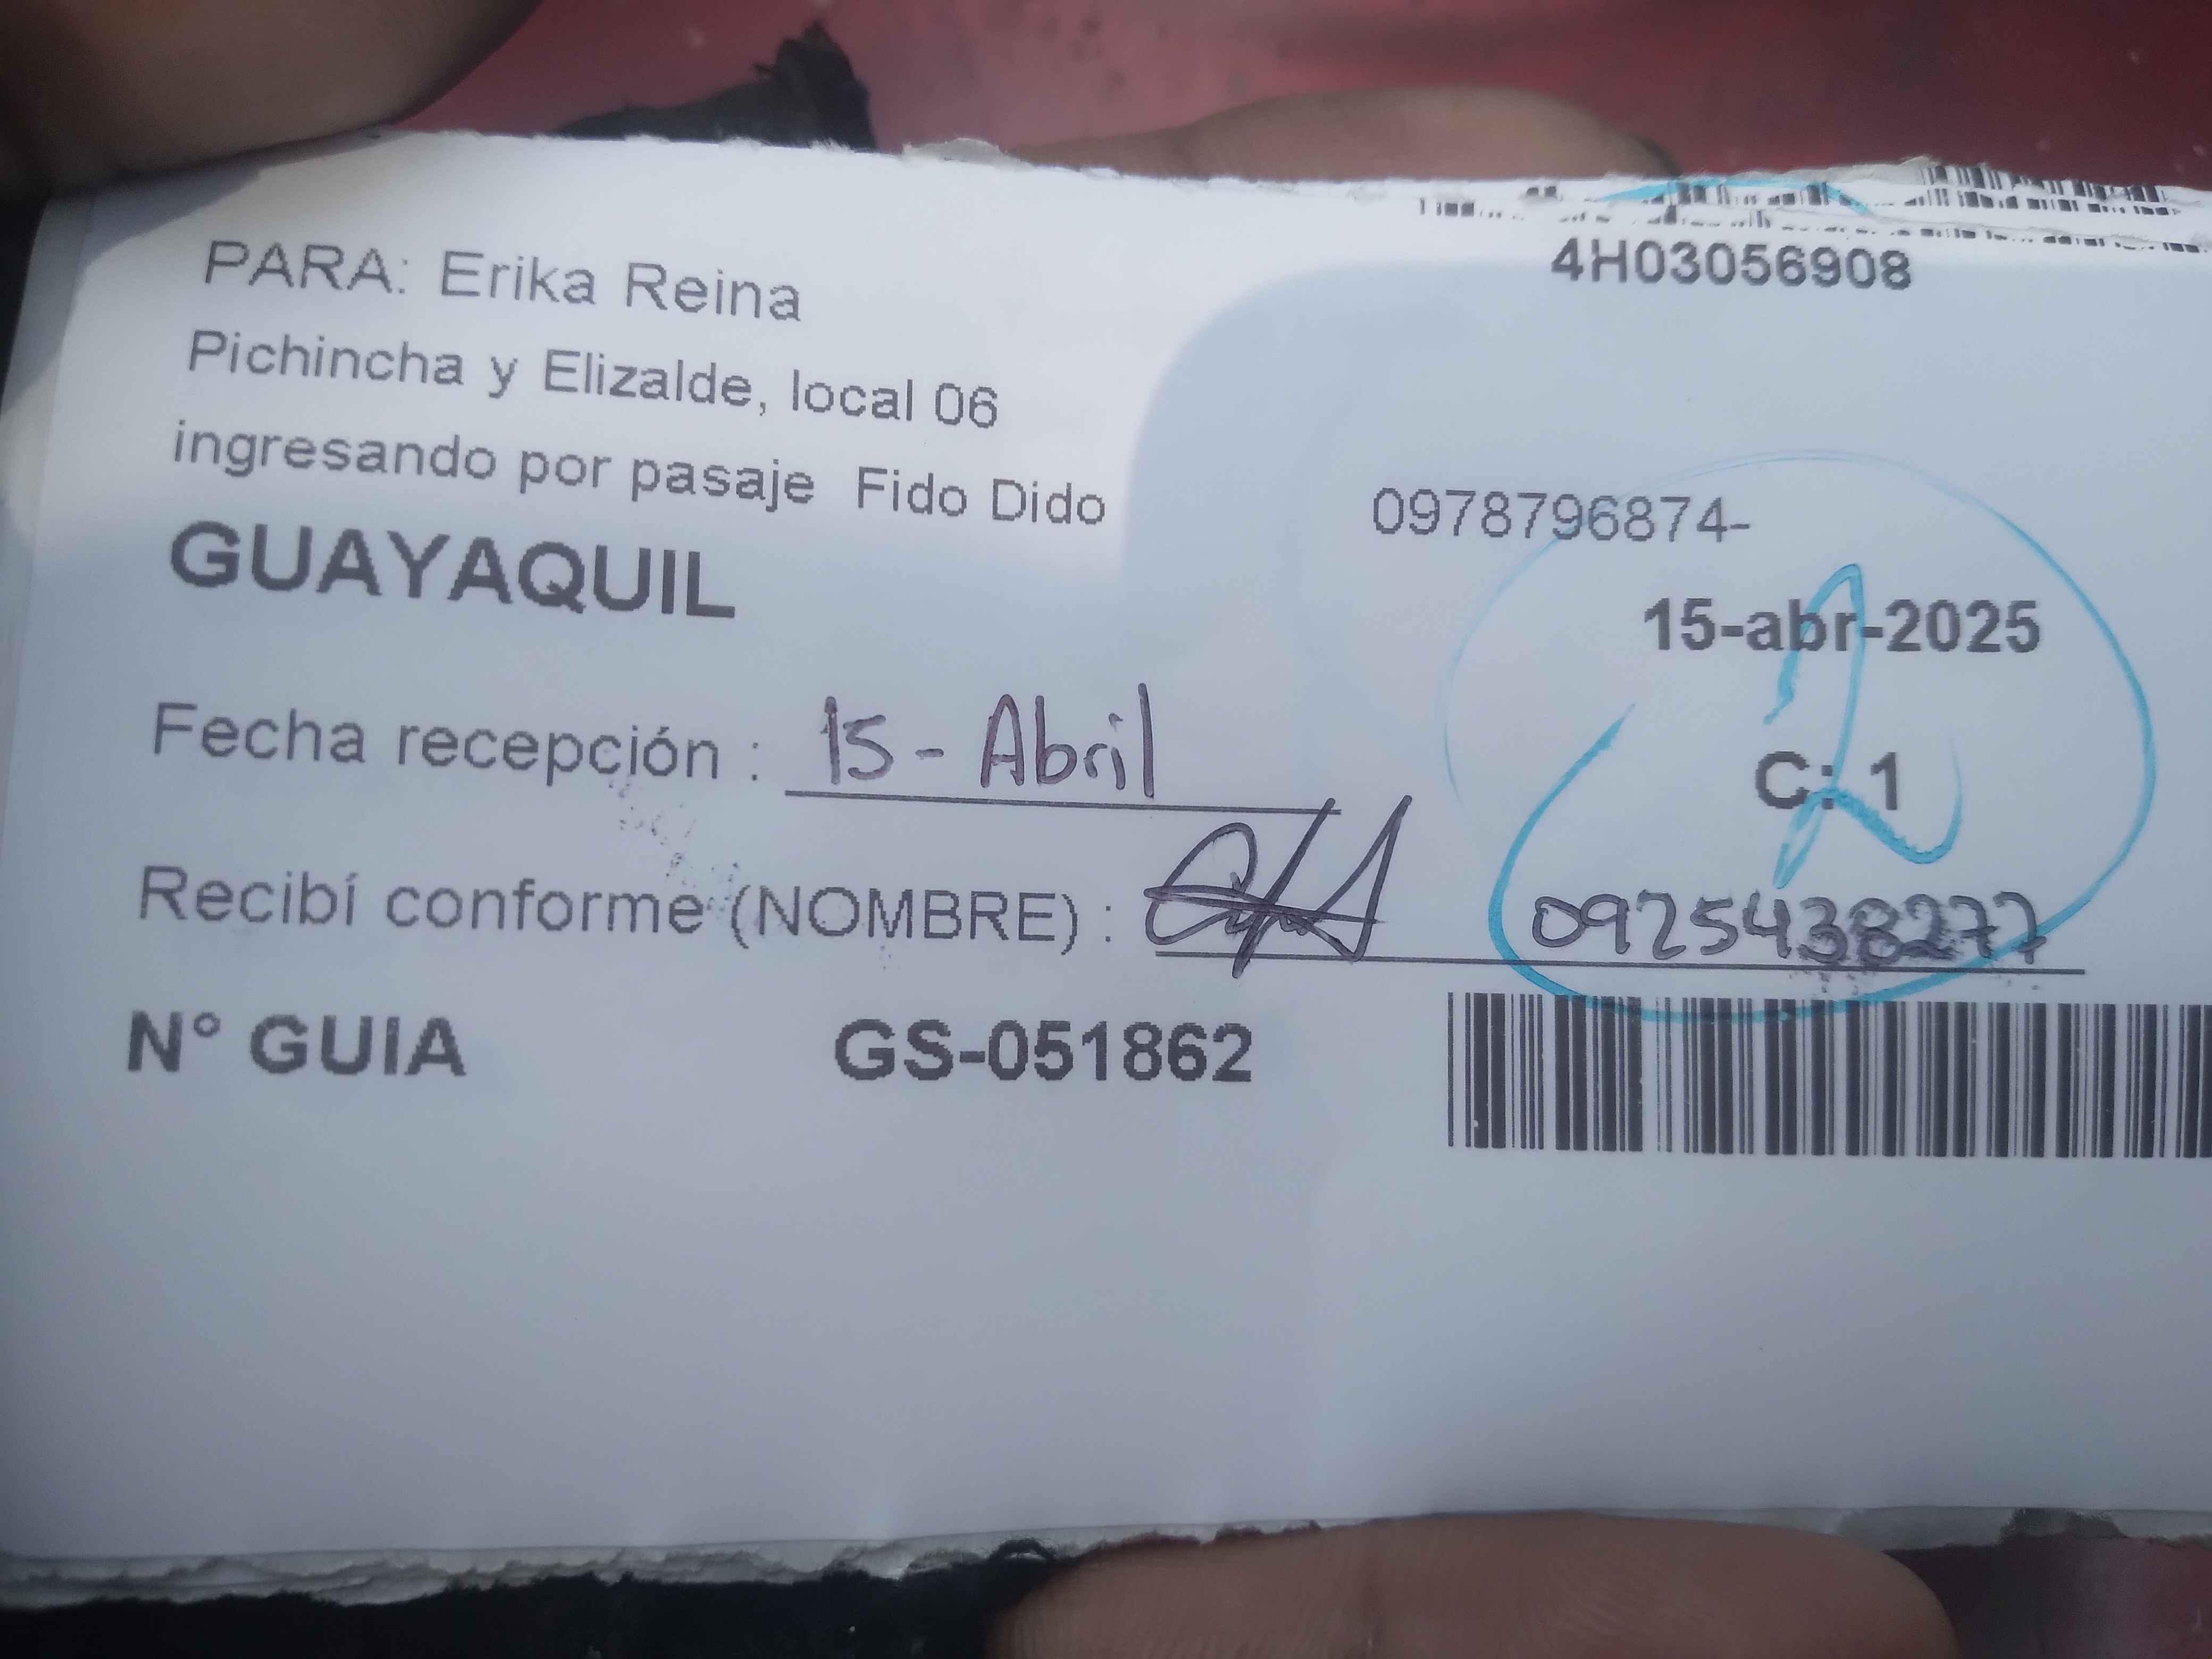 4H03056908
PARA: Erika Reina
Pichincha y Elizalde, local 06
ingresando por pasaje Fido Dido
0978796874-
GUAYAQUIL
15-abr-2025
Fecha recepción : 15 - Abril
C: 1
Recibí conforme (NOMBRE) : 0925438277
N° GUIA GS-051862